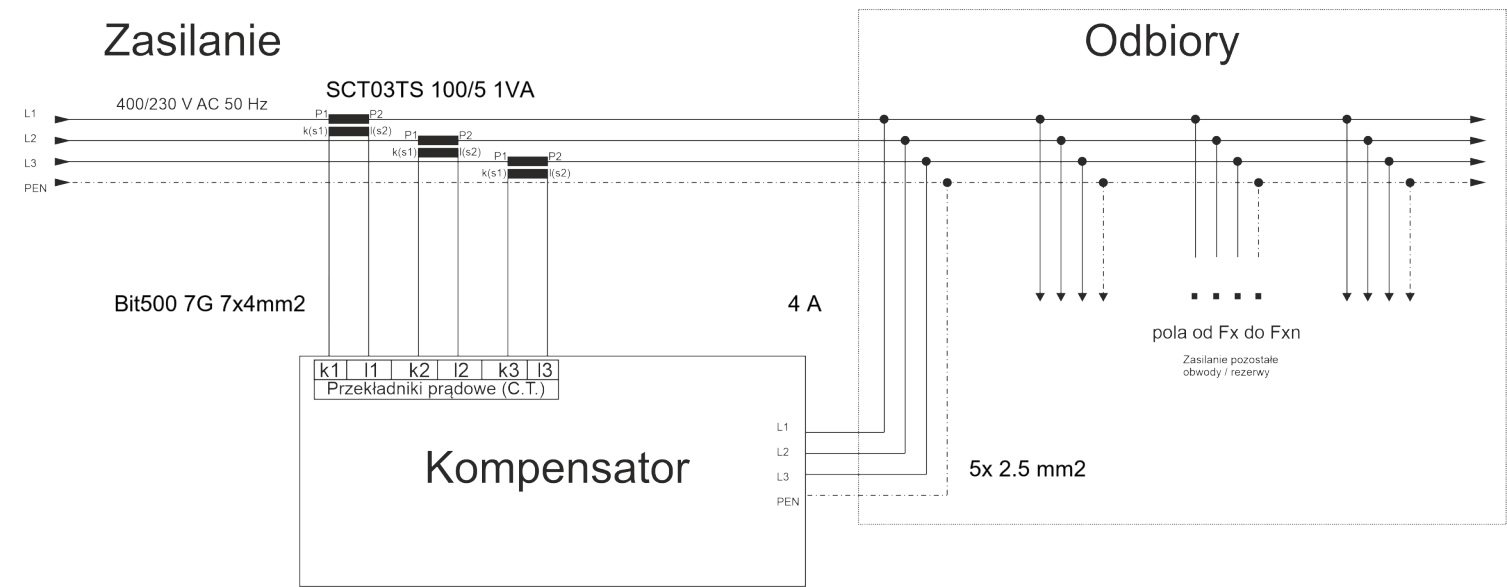 Zasilanie
Odbiory
SCT03TS 100/5 1VA
400/230 V AC 50 Hz
L1
P1 P2
k(s1) l(s2)
L2
P1 P2
k(s1) l(s2)
L3
P1 P2
k(s1) l(s2)
PEN
Bit500 7G 7x4mm2
4 A
pola od Fx do Fxn
Zasilanie pozostałe
obwody / rezerwy
k1 l1 k2 l2 k3 l3
Przekładniki prądowe (C.T.)
Kompensator
L1
L2
L3
PEN
5x 2.5 mm2